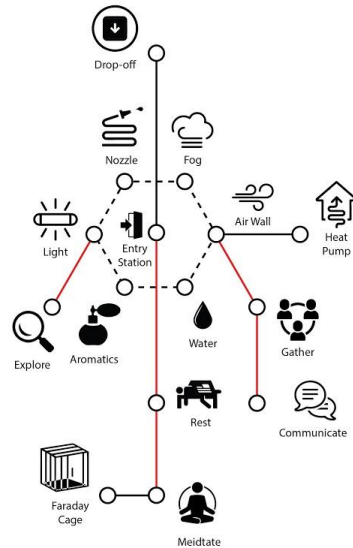 Drop-off
Nozzle
Fog
Air Wall
Light
Entry
Station
Heat
Pump
Explore
Aromatics
Water
Gather
Rest
Communicate
Faraday
Cage
Meidtate